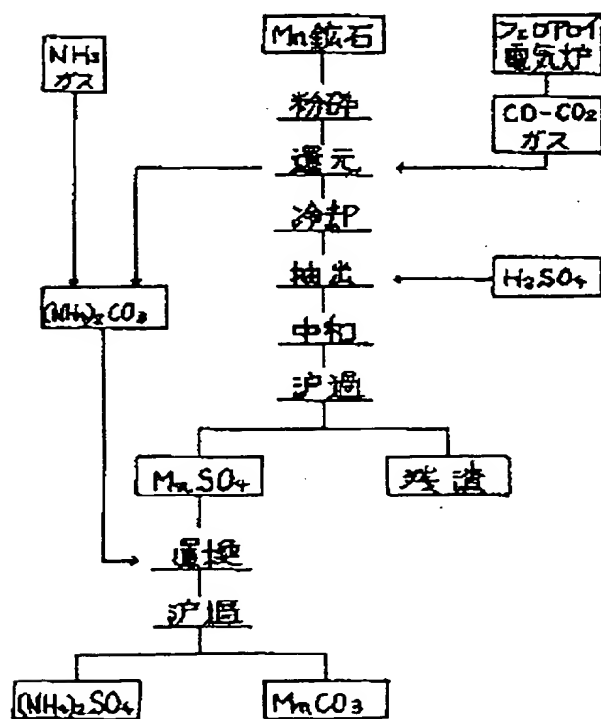 NH₃
ガス
Mn鉱石
フェロアロイ
電気炉
粉砕
CO-CO₂
ガス
還元
冷却
抽出
H₂SO₄
(NH₄)₂CO₃
中和
沪過
MnSO₄
残渣
置換
沪過
(NH₄)₂SO₄
MnCO₃